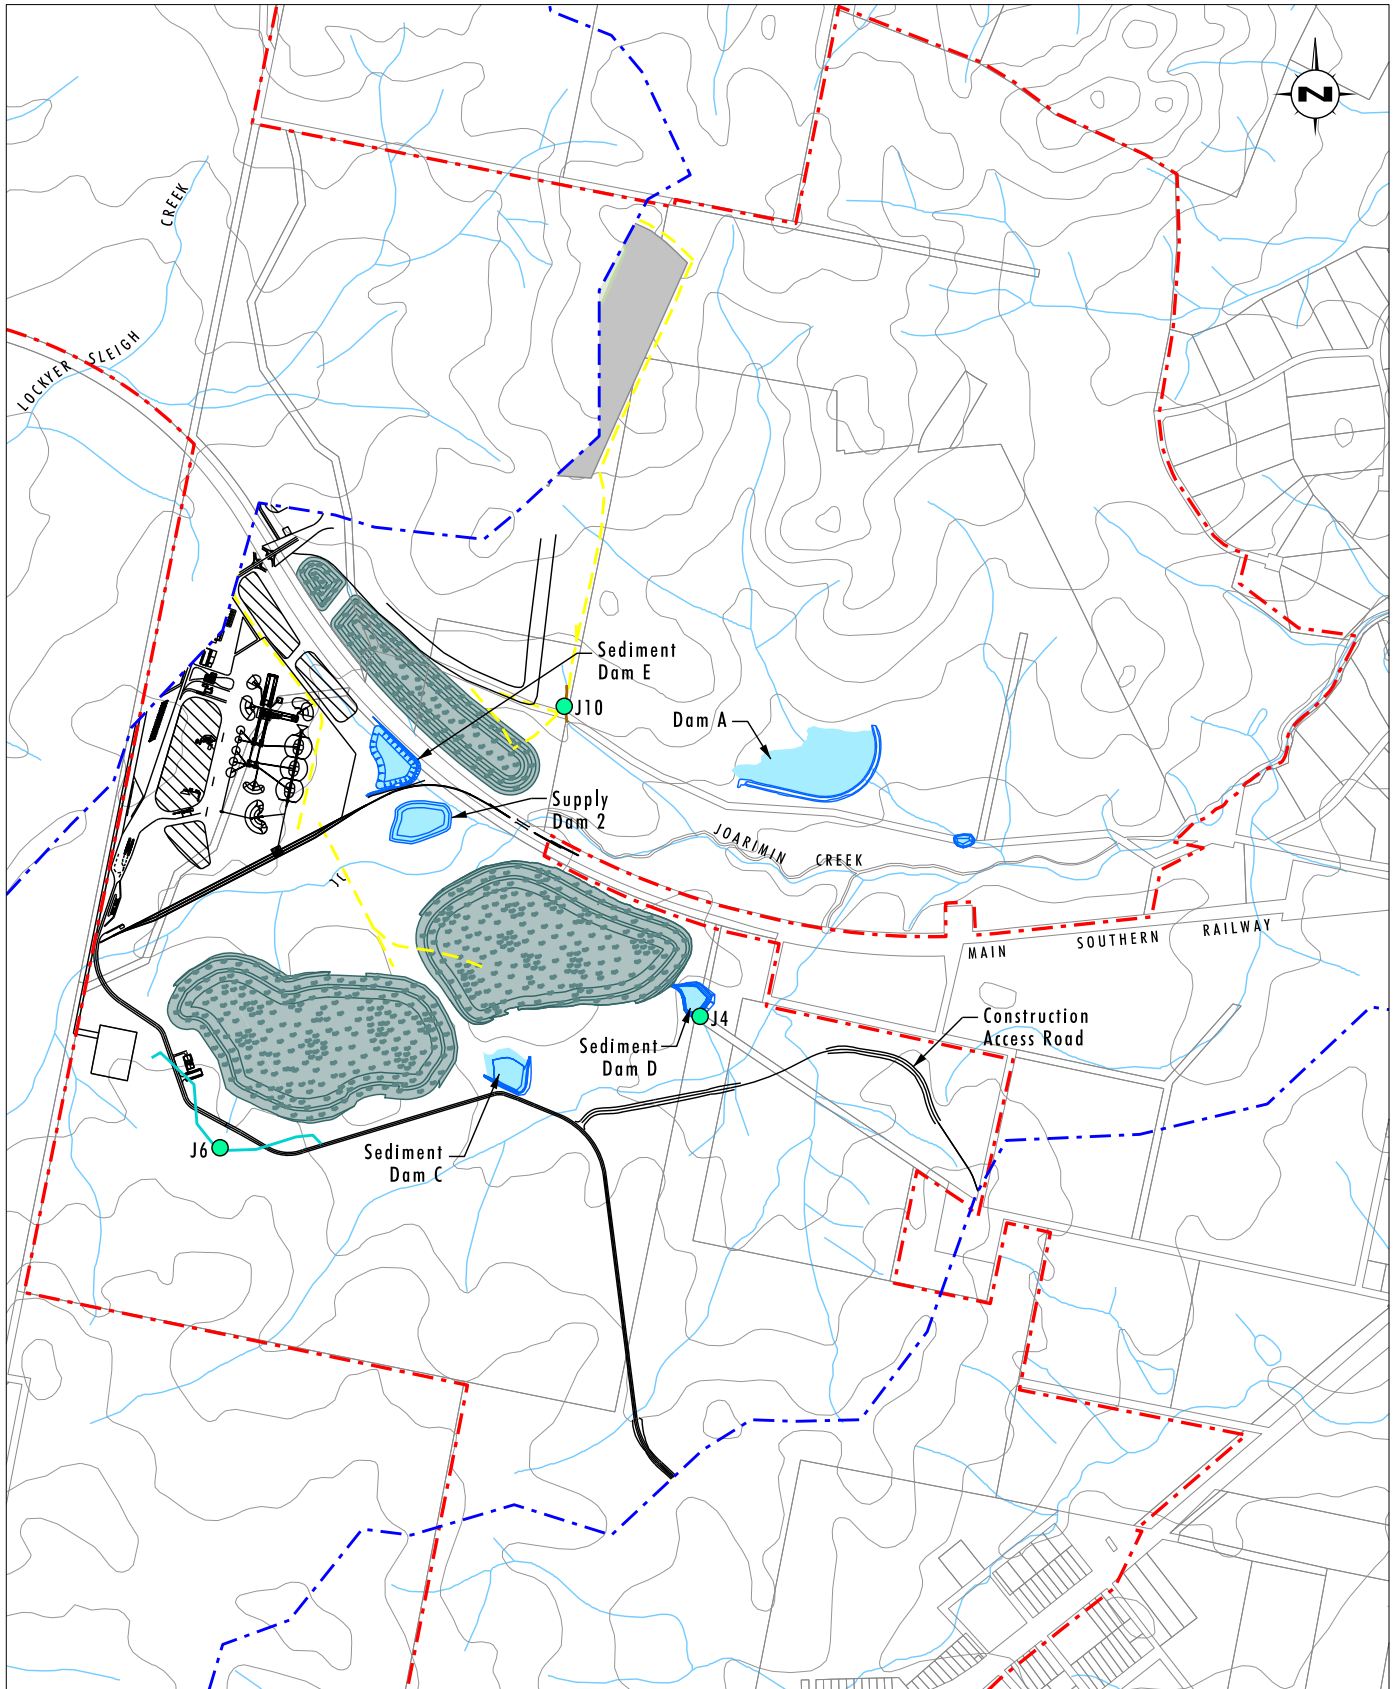 N
CREEK
LOCKYER SLEIGH
Sediment
Dam E
J10
Dam A
Supply
Dam 2
JOARIMIN CREEK
MAIN SOUTHERN RAILWAY
J4
Construction
Access Road
Sediment
Dam D
J6
Sediment
Dam C